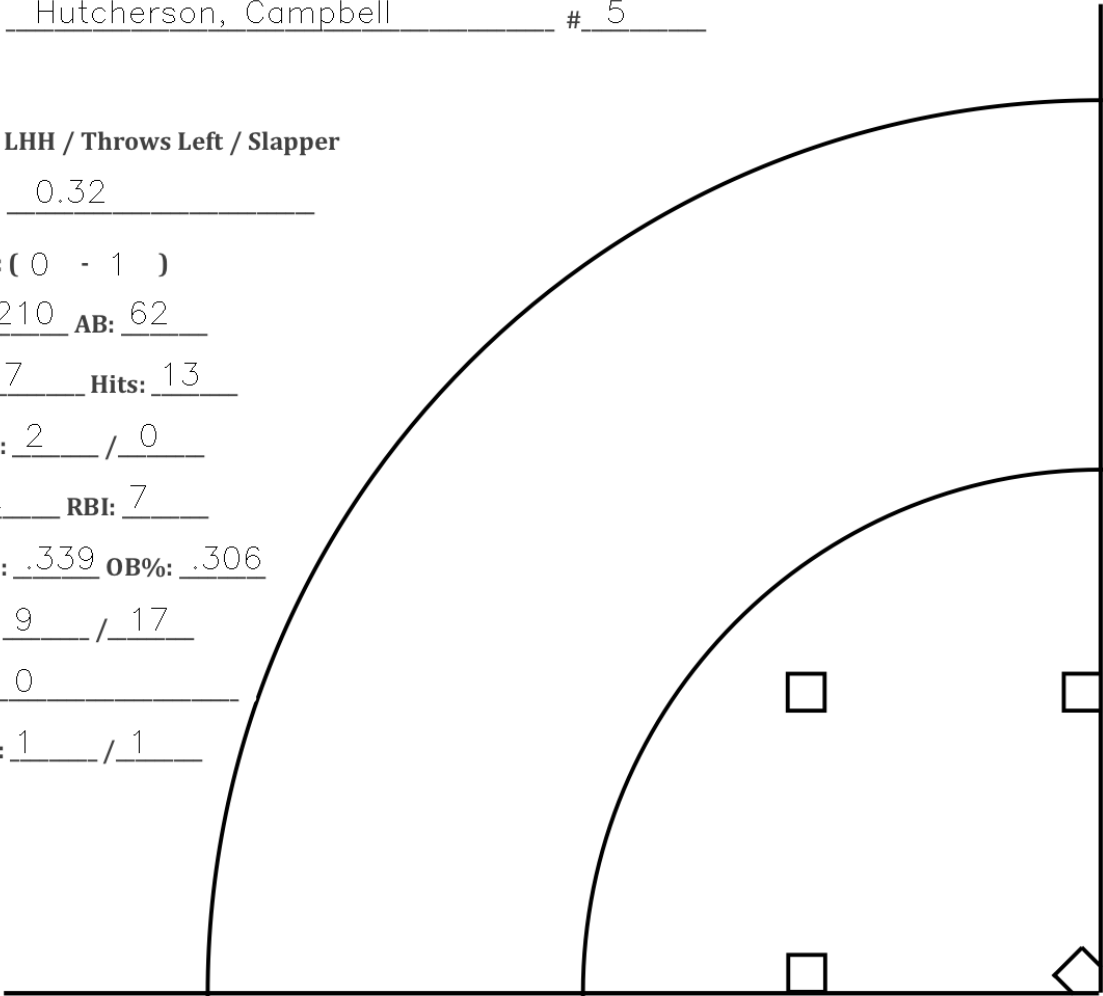 Hutcherson, Campbell # 5
LHH / Throws Left / Slapper
0.32
: ( 0 - 1 )
210 AB: 62
7 Hits: 13
: 2 / 0
RBI: 7
: .339 OB%: .306
9 / 17
0
: 1 / 1